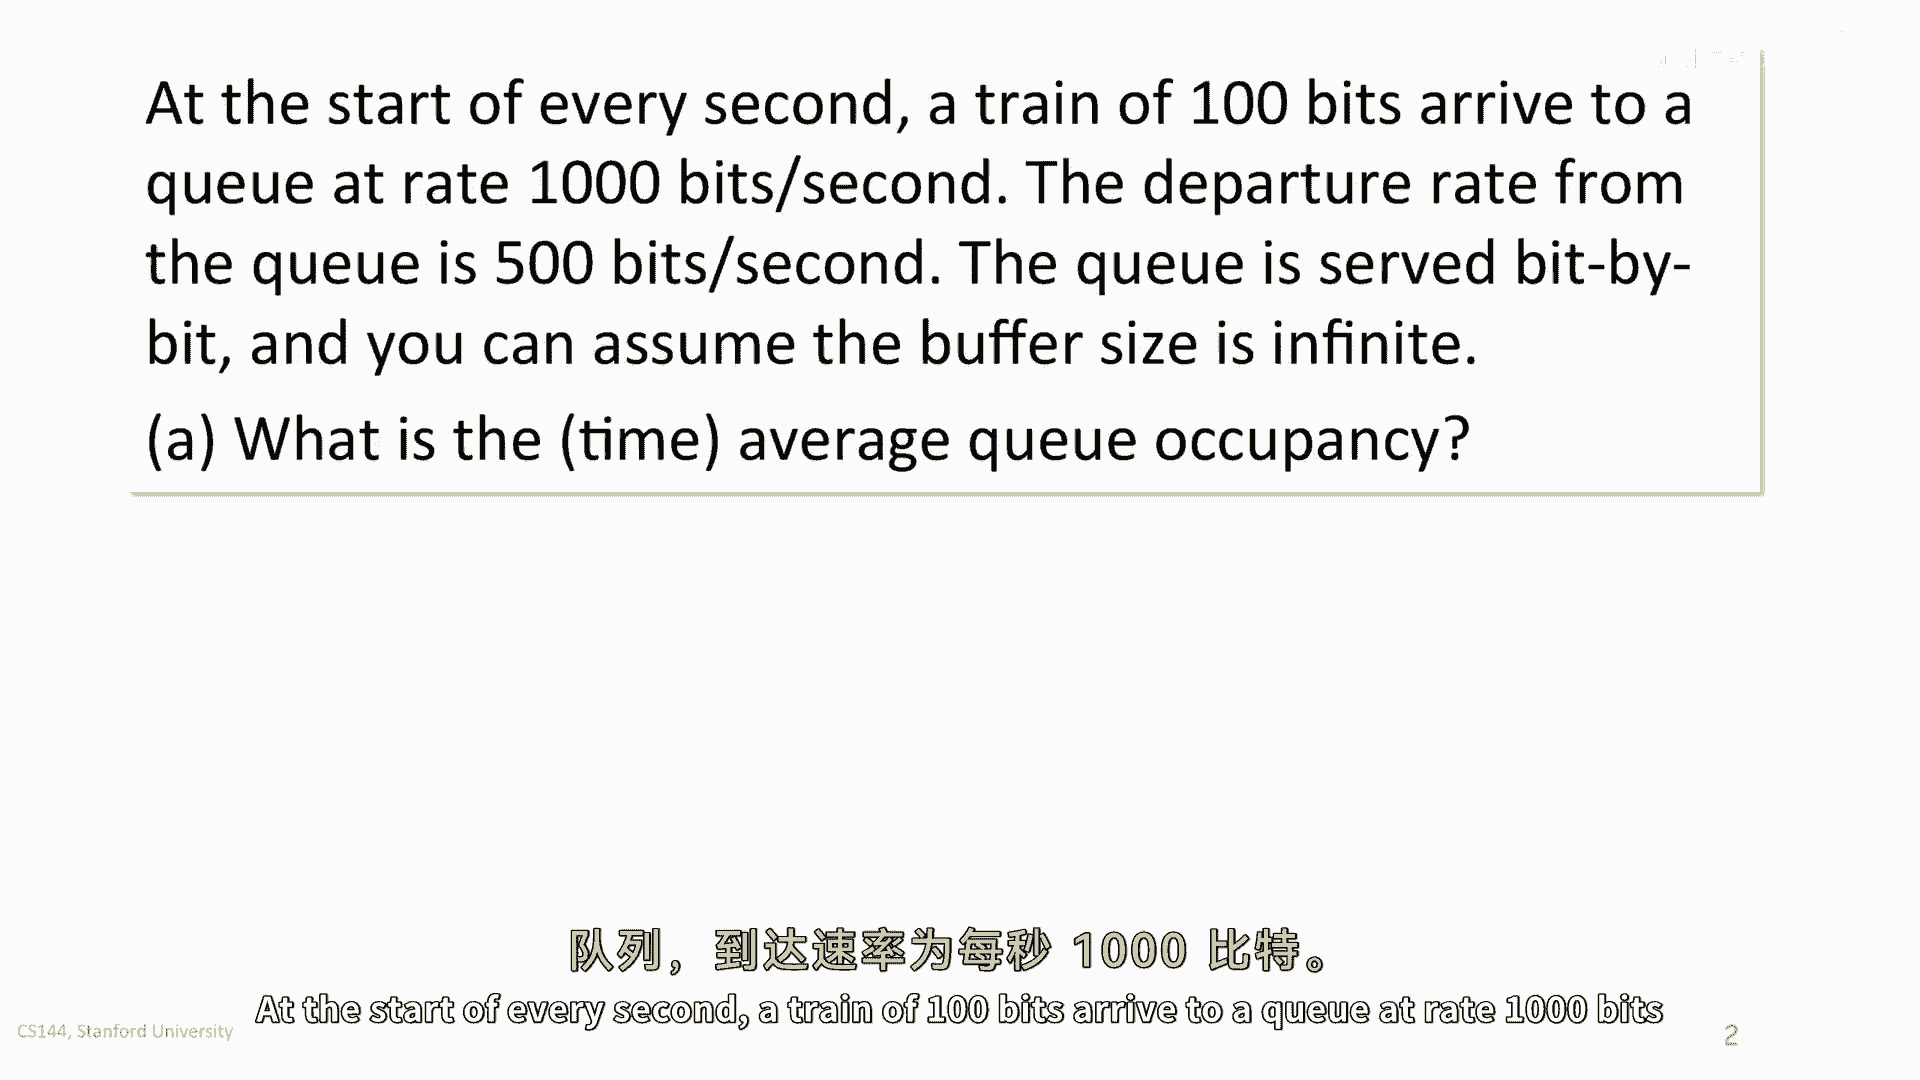 At the start of every second, a train of 100 bits arrive to a
queue at rate 1000 bits/second. The departure rate from
the queue is 500 bits/second. The queue is served bit-by-
bit, and you can assume the buffer size is infinite.
(a) What is the (time) average queue occupancy?
队列，到达速率为每秒 1000 比特。
At the start of every second, a train of 100 bits arrive to a queue at rate 1000 bits
CS144, Stanford University
2